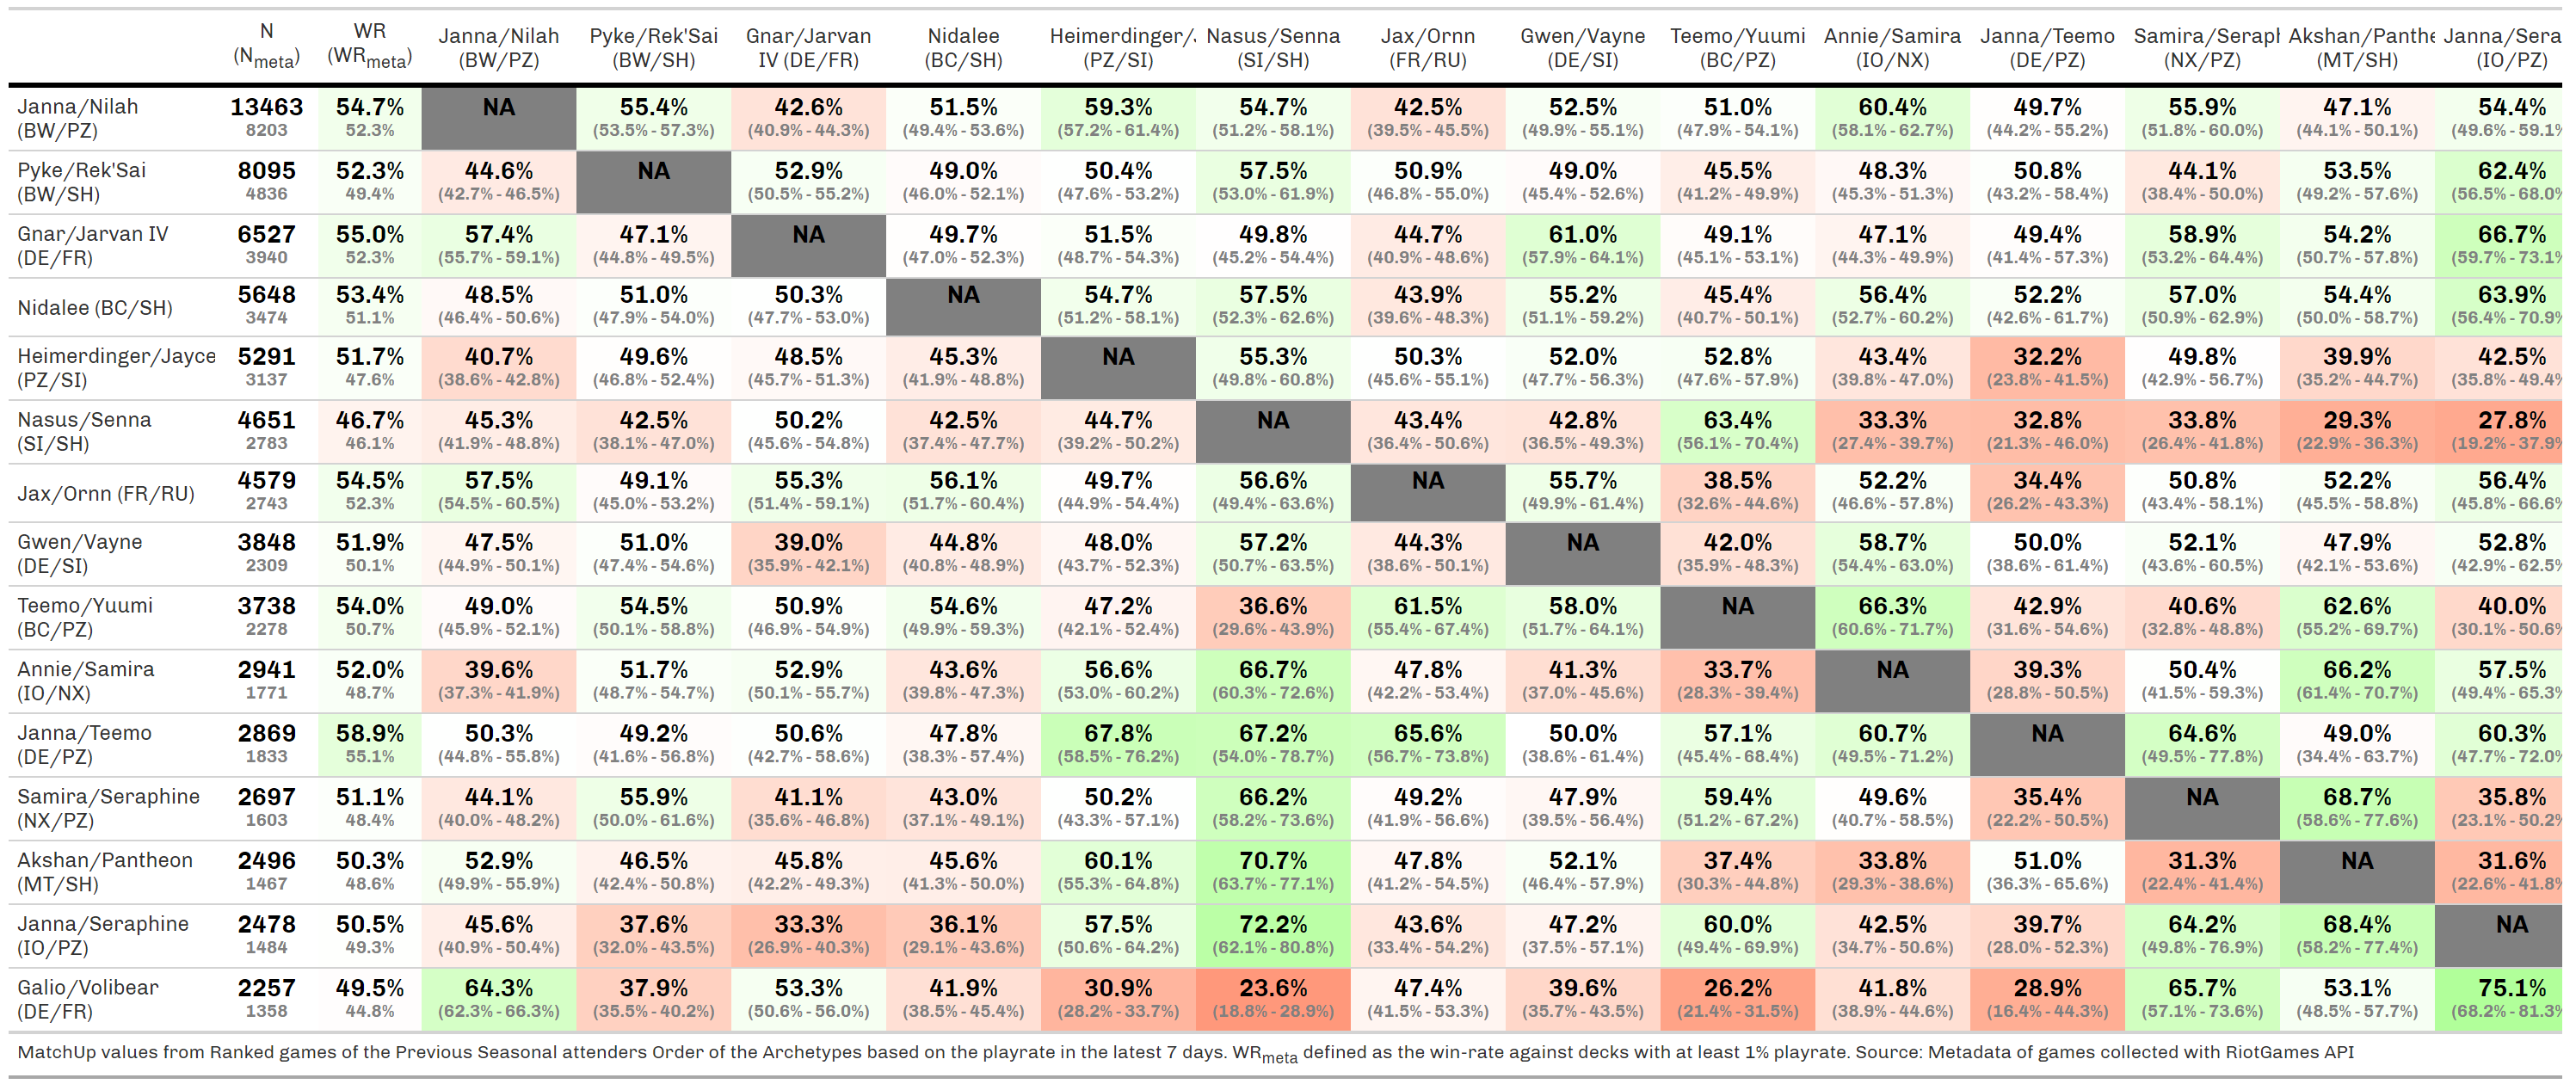 N WR Janna/Nilah Pyke/Rek'Sai Gnar/Jarvan Nidalee Heimerdinger/ Nasus/Senna Jax/Ornn Gwen/Vayne Teemo/Yuumi Annie/Samira Janna/Teemo Samira/Serap Akshan/Panthe Janna/Sera
(Nmeta) (WRmeta) (BW/PZ) (BW/SH) IV (DE/FR) (BC/SH) (PZ/SI) (SI/SH) (FR/RU) (DE/SI) (BC/PZ) (IO/NX) (DE/PZ) (NX/PZ) (MT/SH) (IO/PZ)
Janna/Nilah 13463 54.7% NA 55.4% 42.6% 51.5% 59.3% 54.7% 42.5% 52.5% 51.0% 60.4% 49.7% 55.9% 47.1% 54.4%
(BW/PZ) 8203 52.3% (53.5% - 57.3%) (40.9% - 44.3%) (49.4% - 53.6%) (57.2% - 61.4%) (51.2% - 58.1%) (39.5% - 45.5%) (49.9% - 55.1%) (47.9% - 54.1%) (58.1% - 62.7%) (44.2% - 55.2%) (51.8% - 60.0%) (44.1% - 50.1%) (49.6% - 59.1%
Pyke/Rek'Sai 8095 52.3% 44.6% NA 52.9% 49.0% 50.4% 57.5% 50.9% 49.0% 45.5% 48.3% 50.8% 44.1% 53.5% 62.4%
(BW/SH) 4836 49.4% (42.7% - 46.5%) (50.5% - 55.2%) (46.0% - 52.1%) (47.6% - 53.2%) (53.0% - 61.9%) (46.8% - 55.0%) (45.4% - 52.6%) (41.2% - 49.9%) (45.3% - 51.3%) (43.2% - 58.4%) (38.4% - 50.0%) (49.2% - 57.6%) (56.5% - 68.0%
Gnar/Jarvan IV 6527 55.0% 57.4% 47.1% NA 49.7% 51.5% 49.8% 44.7% 61.0% 49.1% 47.1% 49.4% 58.9% 54.2% 66.7%
(DE/FR) 3940 52.3% (55.7% - 59.1%) (44.8% - 49.5%) (47.0% - 52.3%) (48.7% - 54.3%) (45.2% - 54.4%) (40.9% - 48.6%) (57.9% - 64.1%) (45.1% - 53.1%) (44.3% - 49.9%) (41.4% - 57.3%) (53.2% - 64.4%) (50.7% - 57.8%) (59.7% - 73.1%
Nidalee (BC/SH) 5648 53.4% 48.5% 51.0% 50.3% NA 54.7% 57.5% 43.9% 55.2% 45.4% 56.4% 52.2% 57.0% 54.4% 63.9%
3474 51.1% (46.4% - 50.6%) (47.9% - 54.0%) (47.7% - 53.0%) (51.2% - 58.1%) (52.3% - 62.6%) (39.6% - 48.3%) (51.1% - 59.2%) (40.7% - 50.1%) (52.7% - 60.2%) (42.6% - 61.7%) (50.9% - 62.9%) (50.0% - 58.7%) (56.4% - 70.9%
Heimerdinger/Jayce 5291 51.7% 40.7% 49.6% 48.5% 45.3% NA 55.3% 50.3% 52.0% 52.8% 43.4% 32.2% 49.8% 39.9% 42.5%
(PZ/SI) 3137 47.6% (38.6% - 42.8%) (46.8% - 52.4%) (45.7% - 51.3%) (41.9% - 48.8%) (49.8% - 60.8%) (45.6% - 55.1%) (47.7% - 56.3%) (47.6% - 57.9%) (39.8% - 47.0%) (23.8% - 41.5%) (42.9% - 56.7%) (35.2% - 44.7%) (35.8% - 49.4%
Nasus/Senna 4651 46.7% 45.3% 42.5% 50.2% 42.5% 44.7% NA 43.4% 42.8% 63.4% 33.3% 32.8% 33.8% 29.3% 27.8%
(SI/SH) 2783 46.1% (41.9% - 48.8%) (38.1% - 47.0%) (45.6% - 54.8%) (37.4% - 47.7%) (39.2% - 50.2%) (36.4% - 50.6%) (36.5% - 49.3%) (56.1% - 70.4%) (27.4% - 39.7%) (21.3% - 46.0%) (26.4% - 41.8%) (22.9% - 36.3%) (19.2% - 37.9%
Jax/Ornn (FR/RU) 4579 54.5% 57.5% 49.1% 55.3% 56.1% 49.7% 56.6% NA 55.7% 38.5% 52.2% 34.4% 50.8% 52.2% 56.4%
2743 52.3% (54.5% - 60.5%) (45.0% - 53.2%) (51.4% - 59.1%) (51.7% - 60.4%) (44.9% - 54.4%) (49.4% - 63.6%) (49.9% - 61.4%) (32.6% - 44.6%) (46.6% - 57.8%) (26.2% - 43.3%) (43.4% - 58.1%) (45.5% - 58.8%) (45.8% - 66.6%
Gwen/Vayne 3848 51.9% 47.5% 51.0% 39.0% 44.8% 48.0% 57.2% 44.3% NA 42.0% 58.7% 50.0% 52.1% 47.9% 52.8%
(DE/SI) 2309 50.1% (44.9% - 50.1%) (47.4% - 54.6%) (35.9% - 42.1%) (40.8% - 48.9%) (43.7% - 52.3%) (50.7% - 63.5%) (38.6% - 50.1%) (35.9% - 48.3%) (54.4% - 63.0%) (38.6% - 61.4%) (43.6% - 60.5%) (42.1% - 53.6%) (42.9% - 62.5%
Teemo/Yuumi 3738 54.0% 49.0% 54.5% 50.9% 54.6% 47.2% 36.6% 61.5% 58.0% NA 66.3% 42.9% 40.6% 62.6% 40.0%
(BC/PZ) 2278 50.7% (45.9% - 52.1%) (50.1% - 58.8%) (46.9% - 54.9%) (49.9% - 59.3%) (42.1% - 52.4%) (29.6% - 43.9%) (55.4% - 67.4%) (51.7% - 64.1%) (60.6% - 71.7%) (31.6% - 54.6%) (32.8% - 48.8%) (55.2% - 69.7%) (30.1% - 50.6%
Annie/Samira 2941 52.0% 39.6% 51.7% 52.9% 43.6% 56.6% 66.7% 47.8% 41.3% 33.7% NA 39.3% 50.4% 66.2% 57.5%
(IO/NX) 1771 48.7% (37.3% - 41.9%) (48.7% - 54.7%) (50.1% - 55.7%) (39.8% - 47.3%) (53.0% - 60.2%) (60.3% - 72.6%) (42.2% - 53.4%) (37.0% - 45.6%) (28.3% - 39.4%) (28.8% - 50.5%) (41.5% - 59.3%) (61.4% - 70.7%) (49.4% - 65.3%
Janna/Teemo 2869 58.9% 50.3% 49.2% 50.6% 47.8% 67.8% 67.2% 65.6% 50.0% 57.1% 60.7% NA 64.6% 49.0% 60.3%
(DE/PZ) 1833 55.1% (44.8% - 55.8%) (41.6% - 56.8%) (42.7% - 58.6%) (38.3% - 57.4%) (58.5% - 76.2%) (54.0% - 78.7%) (56.7% - 73.8%) (38.6% - 61.4%) (45.4% - 68.4%) (49.5% - 71.2%) (49.5% - 77.8%) (34.4% - 63.7%) (47.7% - 72.0%
Samira/Seraphine 2697 51.1% 44.1% 55.9% 41.1% 43.0% 50.2% 66.2% 49.2% 47.9% 59.4% 49.6% 35.4% NA 68.7% 35.8%
(NX/PZ) 1603 48.4% (40.0% - 48.2%) (50.0% - 61.6%) (35.6% - 46.8%) (37.1% - 49.1%) (43.3% - 57.1%) (58.2% - 73.6%) (41.9% - 56.6%) (39.5% - 56.4%) (51.2% - 67.2%) (40.7% - 58.5%) (22.2% - 50.5%) (58.6% - 77.6%) (23.1% - 50.2%
Akshan/Pantheon 2496 50.3% 52.9% 46.5% 45.8% 45.6% 60.1% 70.7% 47.8% 52.1% 37.4% 33.8% 51.0% 31.3% NA 31.6%
(MT/SH) 1467 48.6% (49.9% - 55.9%) (42.4% - 50.8%) (42.2% - 49.3%) (41.3% - 50.0%) (55.3% - 64.8%) (63.7% - 77.1%) (41.2% - 54.5%) (46.4% - 57.9%) (30.3% - 44.8%) (29.3% - 38.6%) (36.3% - 65.6%) (22.4% - 41.4%) (22.6% - 41.8%
Janna/Seraphine 2478 50.5% 45.6% 37.6% 33.3% 36.1% 57.5% 72.2% 43.6% 47.2% 60.0% 42.5% 39.7% 64.2% 68.4% NA
(IO/PZ) 1484 49.3% (40.9% - 50.4%) (32.0% - 43.5%) (26.9% - 40.3%) (29.1% - 43.6%) (50.6% - 64.2%) (62.1% - 80.8%) (33.4% - 54.2%) (37.5% - 57.1%) (49.4% - 69.9%) (34.7% - 50.6%) (28.0% - 52.3%) (49.8% - 76.9%) (58.2% - 77.4%)
Galio/Volibear 2257 49.5% 64.3% 37.9% 53.3% 41.9% 30.9% 23.6% 47.4% 39.6% 26.2% 41.8% 28.9% 65.7% 53.1% 75.1%
(DE/FR) 1358 44.8% (62.3% - 66.3%) (35.5% - 40.2%) (50.6% - 56.0%) (38.5% - 45.4%) (28.2% - 33.7%) (18.8% - 28.9%) (41.5% - 53.3%) (35.7% - 43.5%) (21.4% - 31.5%) (38.9% - 44.6%) (16.4% - 44.3%) (57.1% - 73.6%) (48.5% - 57.7%) (68.2% - 81.3%
MatchUp values from Ranked games of the Previous Seasonal attenders Order of the Archetypes based on the playrate in the latest 7 days. WRmeta defined as the win-rate against decks with at least 1% playrate. Source: Metadata of games collected with RiotGames API